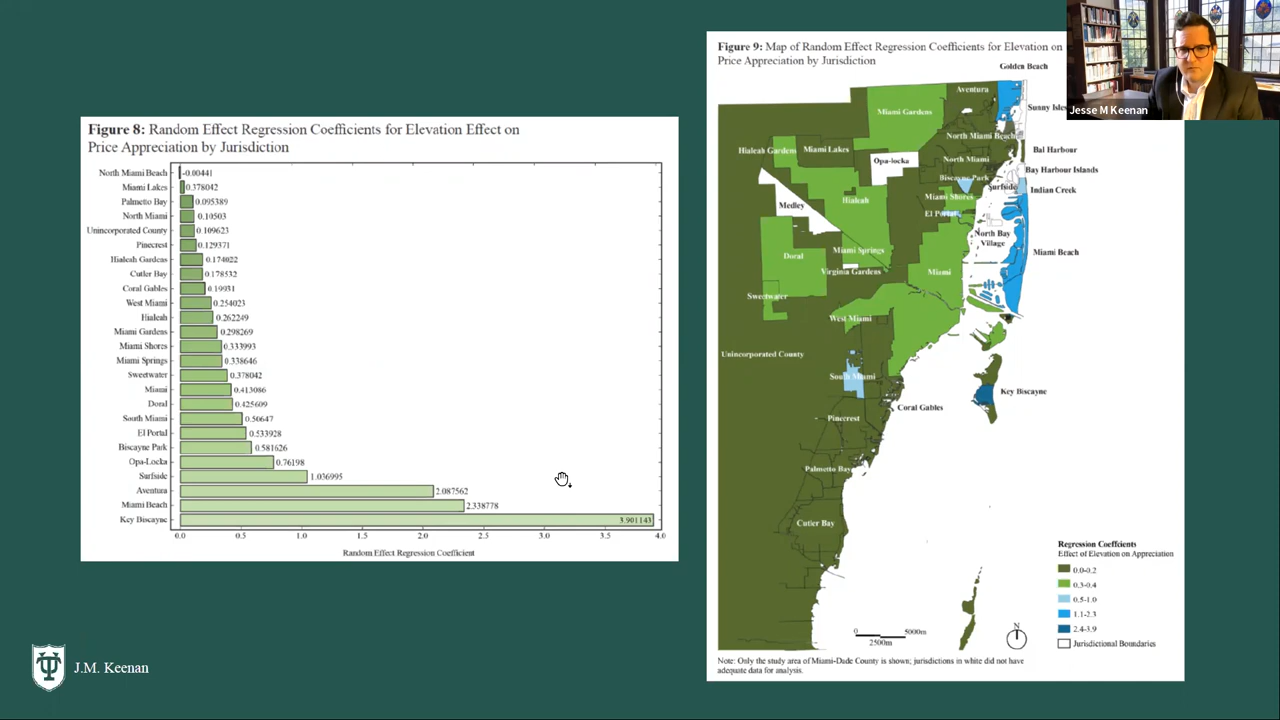 Figure 8: Random Effect Regression Coefficients for Elevation Effect on
Price Appreciation by Jurisdiction
North Miami Beach -0.00441
Miami Lakes 0.378042
Palmetto Bay 0.095389
North Miami 0.10503
Unincorporated County 0.109623
Pinecrest 0.129371
Hialeah Gardens 0.174022
Cutler Bay 0.178532
Coral Gables 0.19931
West Miami 0.254023
Hialeah 0.262249
Miami Gardens 0.298269
Miami Shores 0.333993
Miami Springs 0.338646
Sweetwater 0.378042
Miami 0.413086
Doral 0.425609
South Miami 0.50647
El Portal 0.533928
Biscayne Park 0.581626
Opa-Locka 0.76198
Surfside 1.036995
Aventura 2.087562
Miami Beach 2.338778
Key Biscayne 3.901143
0.0 0.5 1.0 1.5 2.0 2.5 3.0 3.5 4.0
Random Effect Regression Coefficient
Figure 9: Map of Random Effect Regression Coefficients for Elevation on
Price Appreciation by Jurisdiction
Golden Beach
Aventura
Sunny Isles
Miami Gardens
North Miami Beach
Hialeah Gardens
Miami Lakes
Bal Harbour
Opa-locka
North Miami
Bay Harbour Islands
Biscayne Park
Surfside
Indian Creek
Miami Shores
Hialeah
Medley
El Portal
North Bay
Village
Miami Beach
Miami Springs
Doral
Virginia Gardens
Miami
Sweetwater
West Miami
Unincorporated County
South Miami
Key Biscayne
Coral Gables
Pinecrest
Palmetto Bay
Cutler Bay
Regression Coeffcients
Effect of Elevation on Appreciation
0.0-0.2
0.3-0.4
0.5-1.0
1.1-2.3
2.4-3.9
Jurisdictional Boundaries
0 5000m
2500m
N
Note: Only the study area of Miami-Dade County is shown; jurisdictions in white did not have
adequate data for analysis.
Jesse M Keenan
J.M. Keenan